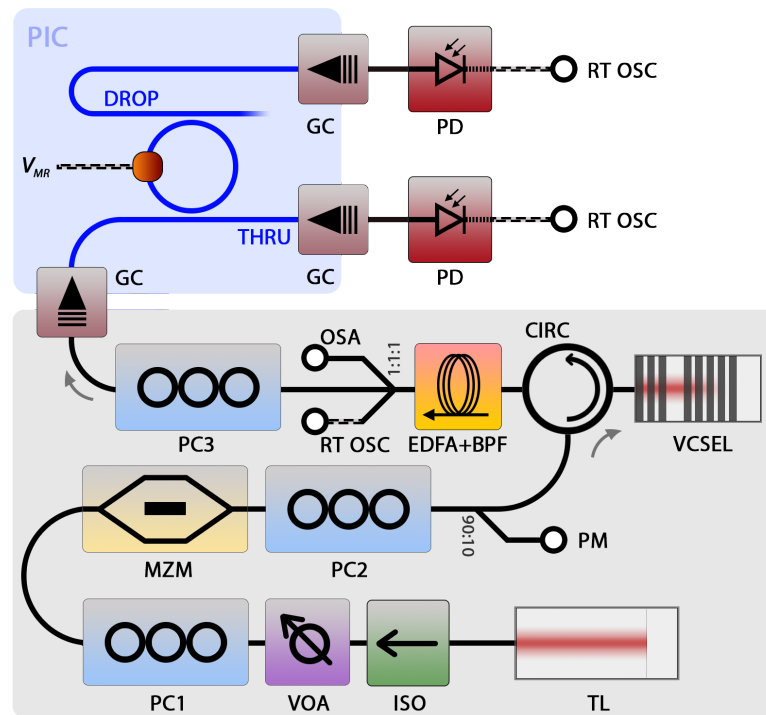 PIC
DROP
GC
PD
RT OSC
V_MR
THRU
GC
PD
RT OSC
GC
OSA
1:1:1
CIRC
PC3
RT OSC
EDFA+BPF
VCSEL
MZM
PC2
90:10
PM
PC1
VOA
ISO
TL